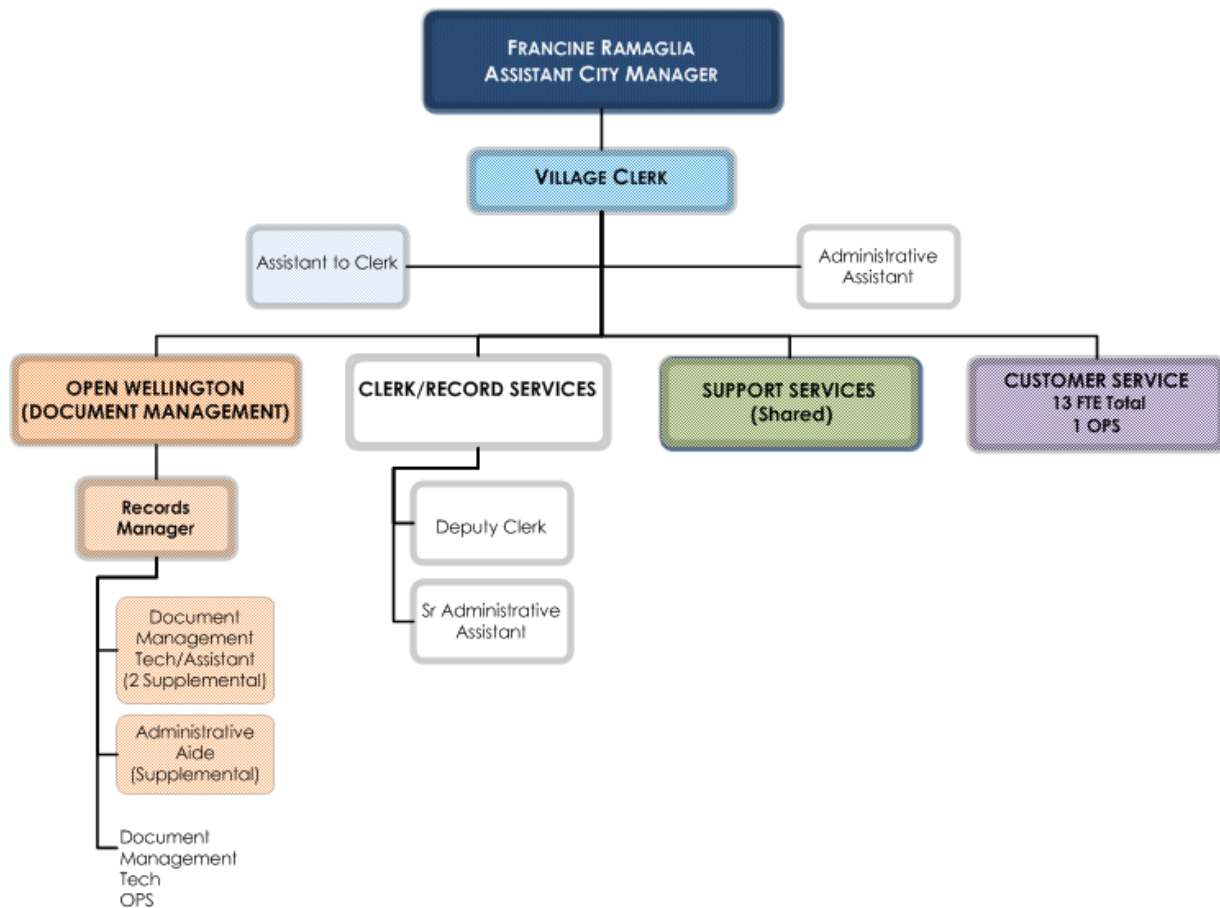 FRANCINE RAMAGLIA
ASSISTANT CITY MANAGER
VILLAGE CLERK
Assistant to Clerk
Administrative
Assistant
OPEN WELLINGTON
(DOCUMENT MANAGEMENT)
CLERK/RECORD SERVICES
SUPPORT SERVICES
(Shared)
CUSTOMER SERVICE
13 FTE Total
1 OPS
Records
Manager
Document
Management
Tech/Assistant
(2 Supplemental)
Administrative
Aide
(Supplemental)
Document
Management
Tech
OPS
Deputy Clerk
Sr Administrative
Assistant